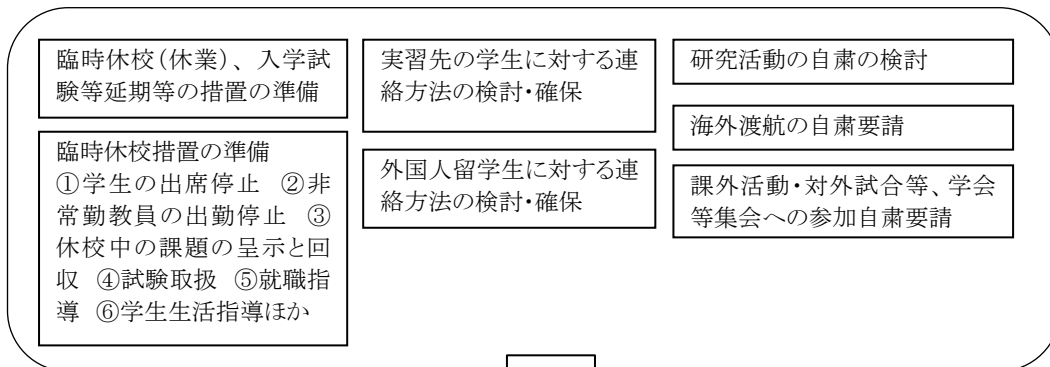 臨時休校(休業)、入学試
験等延期等の措置の準備
臨時休校措置の準備
①学生の出席停止 ②非
常勤教員の出勤停止 ③
休校中の課題の呈示と回
収 ④試験取扱 ⑤就職指
導 ⑥学生生活指導ほか
実習先の学生に対する連
絡方法の検討・確保
外国人留学生に対する連
絡方法の検討・確保
研究活動の自粛の検討
海外渡航の自粛要請
課外活動・対外試合等、学会
等集会への参加自粛要請